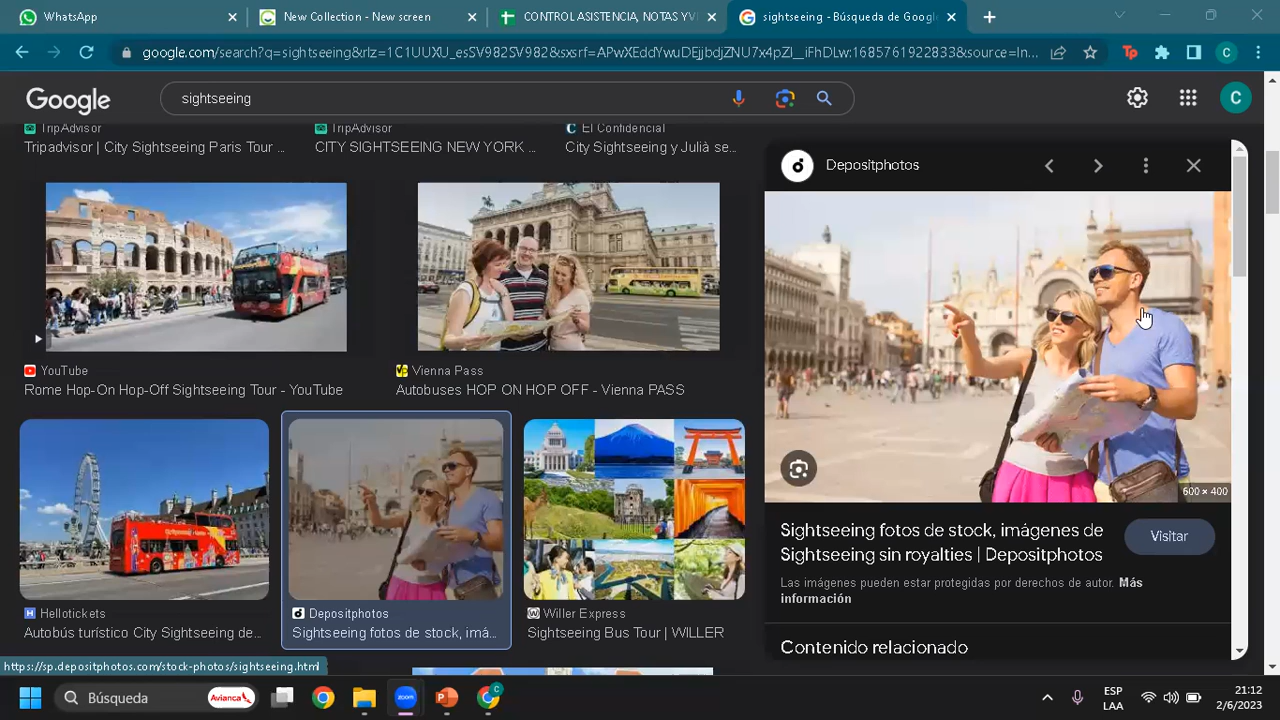 WhatsApp
New Collection - New screen
CONTROL ASISTENCIA, NOTAS Y VI
sightseeing - Búsqueda de Google
google.com/search?q=sightseeing&rlz=1C1UUXU_esSV982SV982&sxsrf=APwXEddYwuDEjjbdjZNU7x4pZI__iFhDLw:1685761922833&source=ln...
Google
sightseeing
TripAdvisor
Tripadvisor | City Sightseeing Paris Tour ...
TripAdvisor
CITY SIGHTSEEING NEW YORK ...
El Confidencial
City Sightseeing y Julià se...
YouTube
Rome Hop-On Hop-Off Sightseeing Tour - YouTube
Vienna Pass
Autobuses HOP ON HOP OFF - Vienna PASS
Hellotickets
Autobús turístico City Sightseeing de...
Depositphotos
Sightseeing fotos de stock, imá...
Willer Express
Sightseeing Bus Tour | WILLER
Depositphotos
600 × 400
Sightseeing fotos de stock, imágenes de
Sightseeing sin royalties | Depositphotos
Visitar
Las imágenes pueden estar protegidas por derechos de autor. Más
información
Contenido relacionado
https://sp.depositphotos.com/stock-photos/sightseeing.html
Búsqueda
Avianca
zoom
ESP
LAA
21:12
2/6/2023